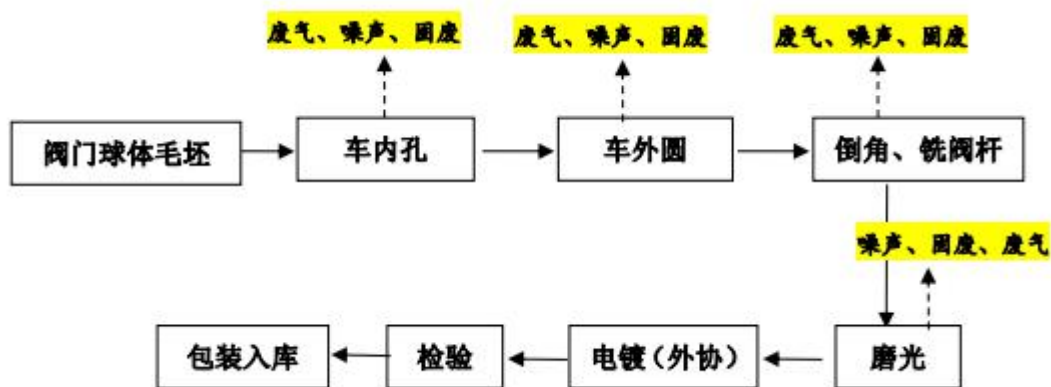 废气、噪声、固废
废气、噪声、固废
废气、噪声、固废
阀门球体毛坯
车内孔
车外圆
倒角、铣阀杆
噪声、固废、废气
包装入库
检验
电镀（外协）
磨光